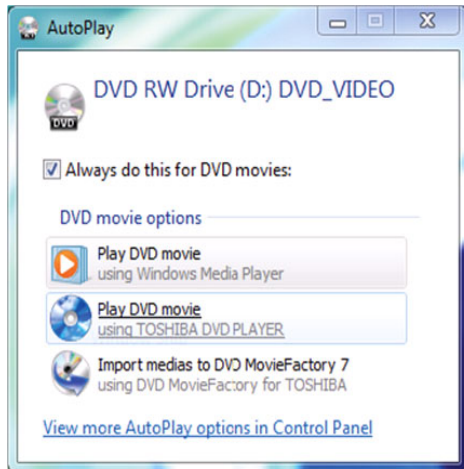 AutoPlay
DVD RW Drive (D:) DVD_VIDEO
DVD
Always do this for DVD movies:
DVD movie options
Play DVD movie
using Windows Media Player
Play DVD movie
using TOSHIBA DVD PLAYER
Import medias to DVD MovieFactory 7
using DVD MovieFactory for TOSHIBA
View more AutoPlay options in Control Panel